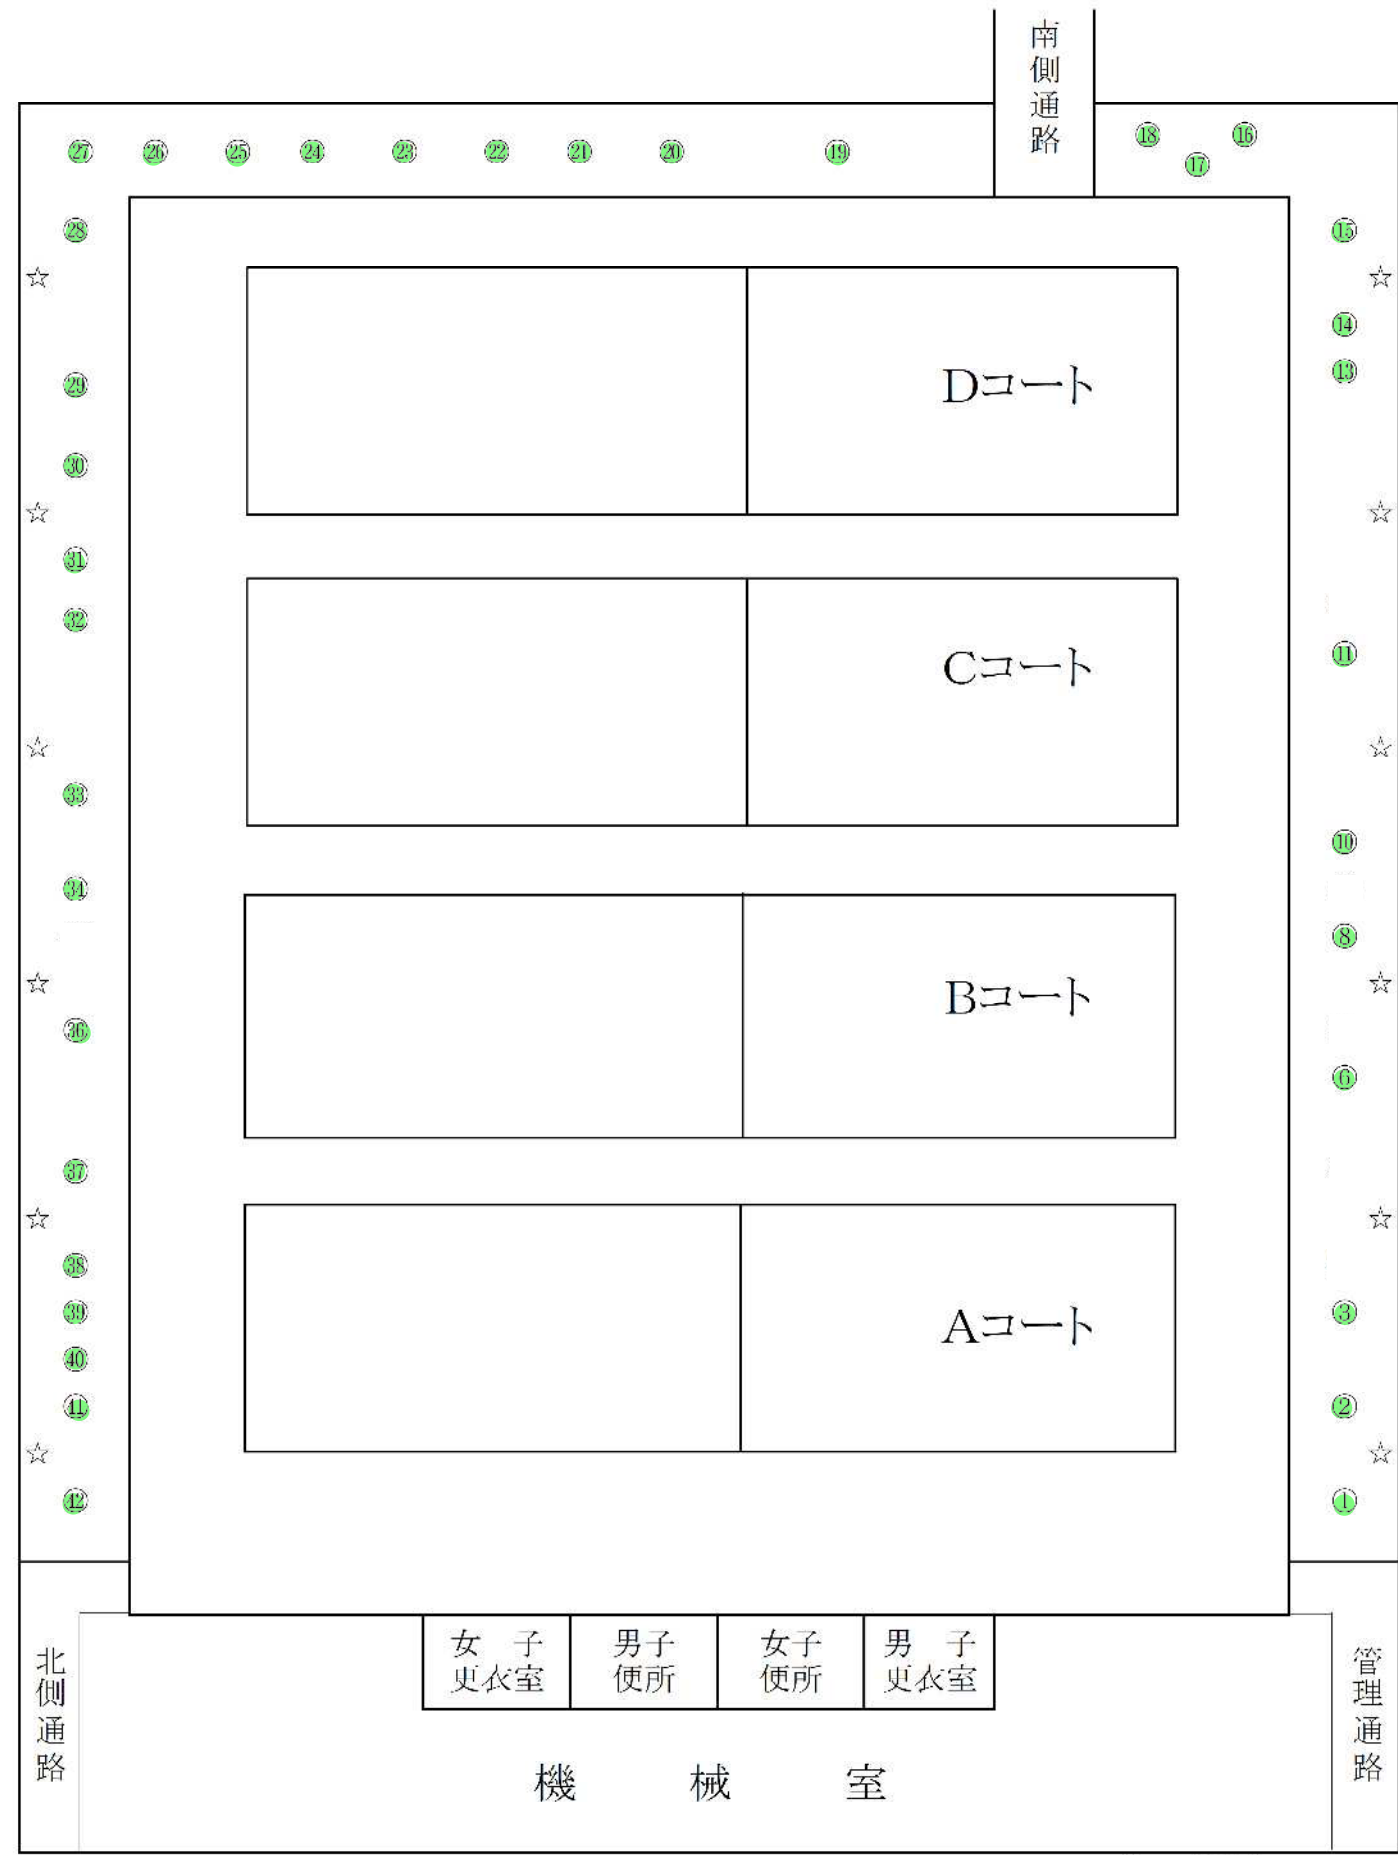 南側通路
⑱ ⑯
⑰
㉗ ㉖ ㉕ ㉔ ㉓ ㉒ ㉑ ⑳ ⑲
㉘ ⑮
☆ ☆
⑭
⑬
㉙ Dコート
㉚
☆ ☆
㉛
㉜
⑪
Cコート
☆ ☆
㉝
⑩
㉞
⑧
☆ ☆
Bコート
㊱
⑥
㊲
☆ ☆
㊳
㊴ ③
Aコート
㊵
㊶ ②
☆ ☆
㊷ ①
女子更衣室
男子便所
女子便所
男子更衣室
北側通路
管理通路
機械室